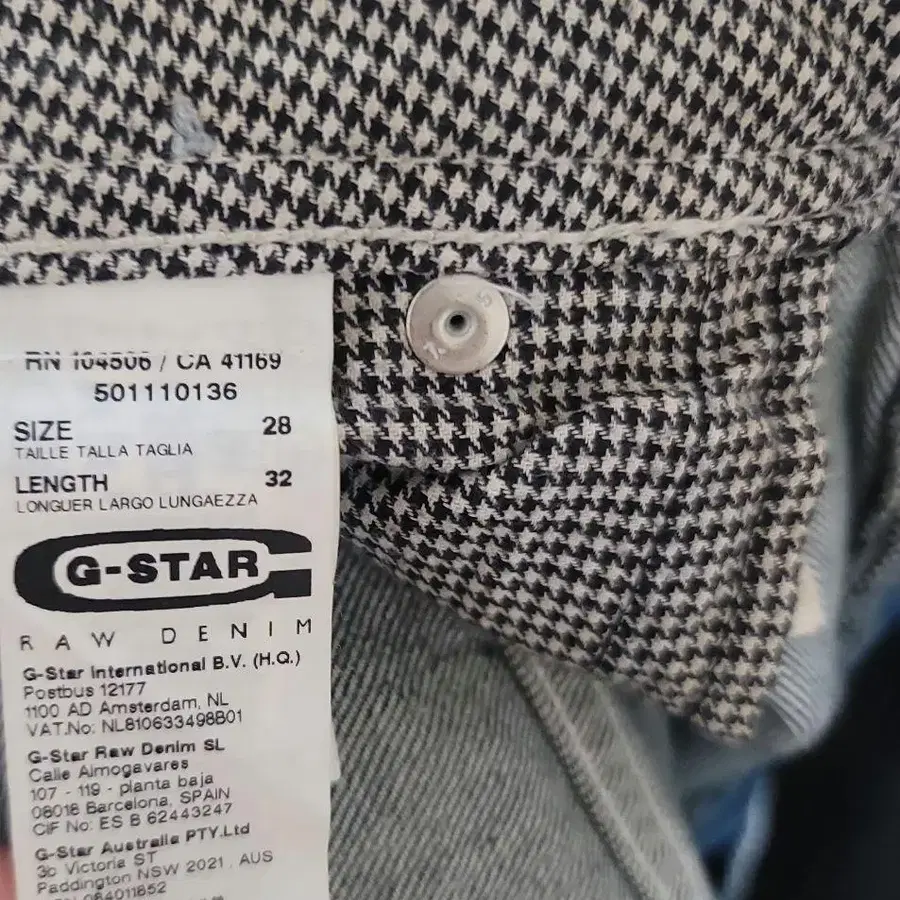 RN 104506 / CA 41169
501110136
SIZE 28
TAILLE TALLA TAGLIA
LENGTH 32
LONGUER LARGO LUNGAEZZA
G-STAR
RAW DENIM
G-Star International B.V. (H.Q.)
Postbus 12177
1100 AD Amsterdam, NL
VAT.No: NL810633498B01
G-Star Raw Denim SL
Calle Almogavares
107 - 119 - planta baja
08018 Barcelona, SPAIN
CIF No: ES B 62443247
G-Star Australia PTY.Ltd
3c Victoria ST
Paddington NSW 2021 , AUS
084011852